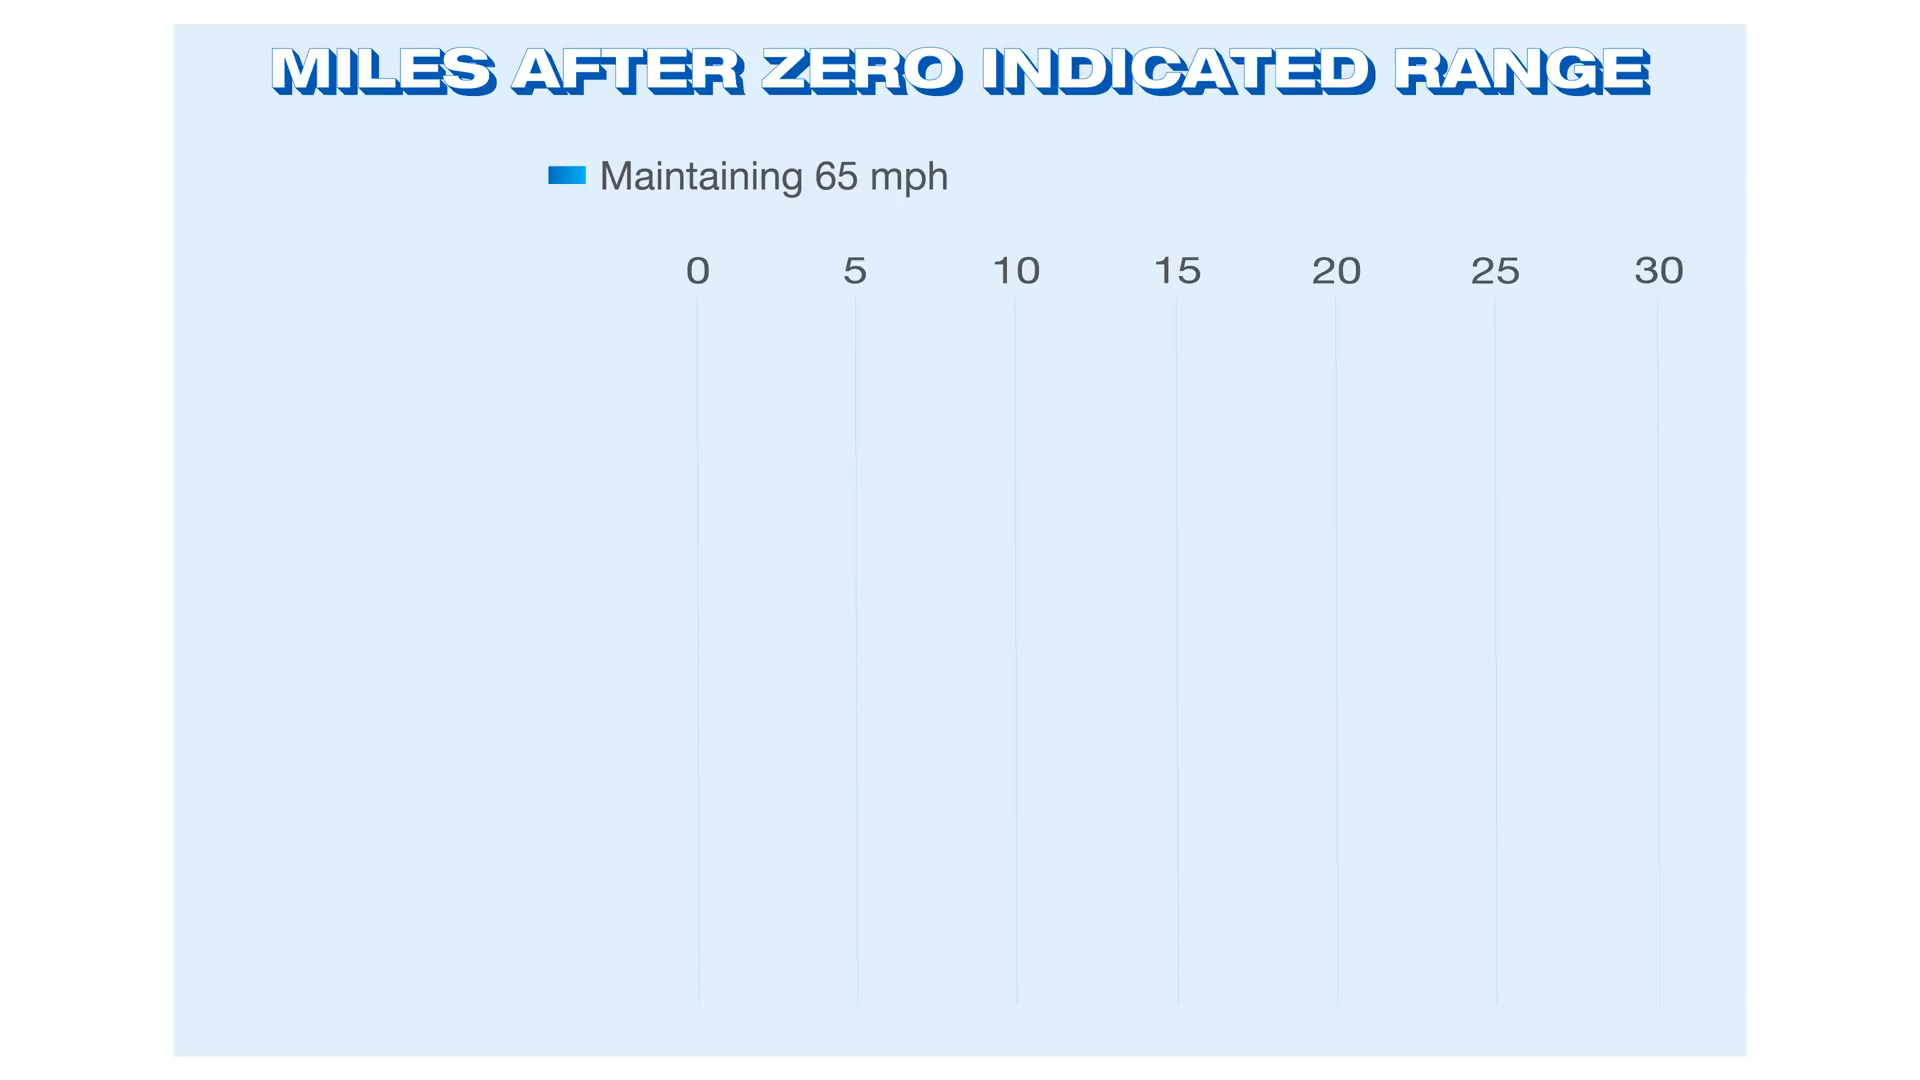 MILES AFTER ZERO INDICATED RANGE
Maintaining 65 mph
0 5 10 15 20 25 30